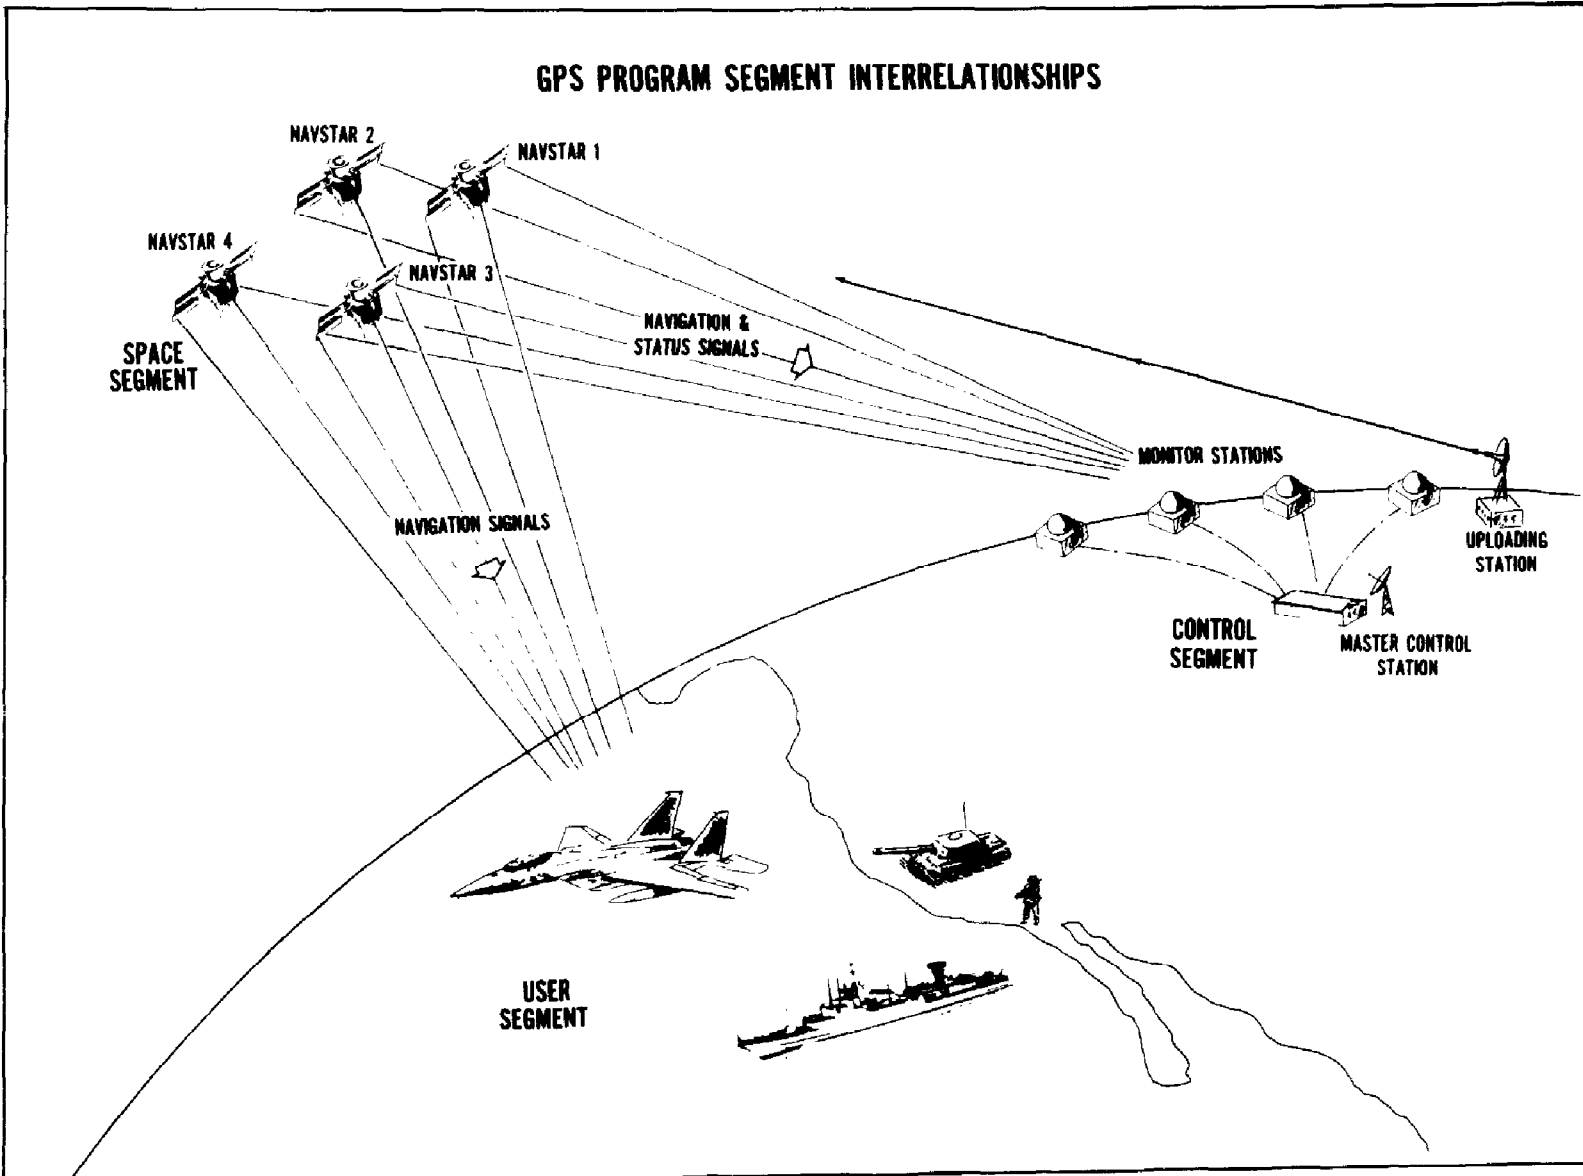 GPS PROGRAM SEGMENT INTERRELATIONSHIPS
NAVSTAR 2
NAVSTAR 1
NAVSTAR 4
NAVSTAR 3
SPACE
SEGMENT
NAVIGATION &
STATUS SIGNALS
MONITOR STATIONS
NAVIGATION SIGNALS
UPLOADING
STATION
CONTROL
SEGMENT
MASTER CONTROL
STATION
USER
SEGMENT